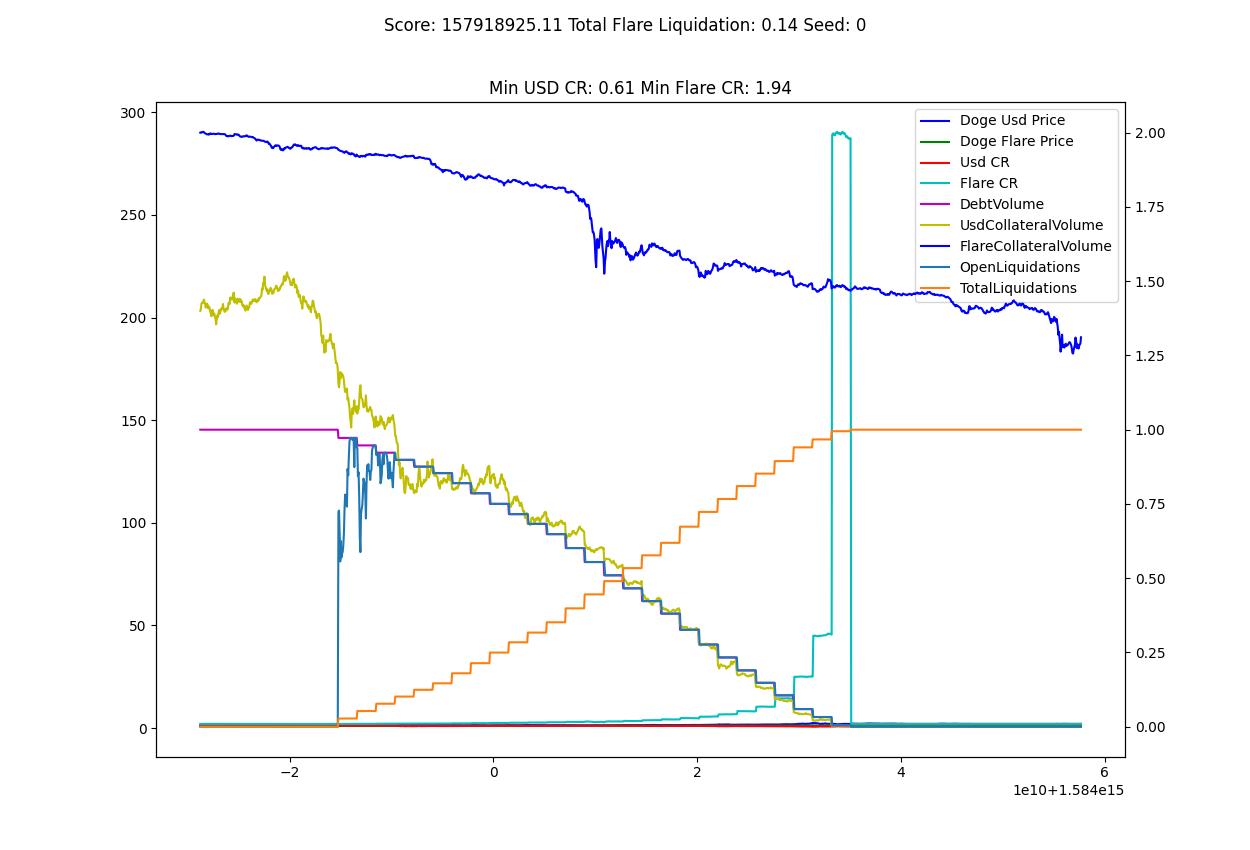 Score: 157918925.11 Total Flare Liquidation: 0.14 Seed: 0
Min USD CR: 0.61 Min Flare CR: 1.94
300
250
200
150
100
50
0
2.00
1.75
1.50
1.25
1.00
0.75
0.50
0.25
0.00
Doge Usd Price
Doge Flare Price
Usd CR
Flare CR
DebtVolume
UsdCollateralVolume
FlareCollateralVolume
OpenLiquidations
TotalLiquidations
−2 0 2 4 6
1e10+1.584e15